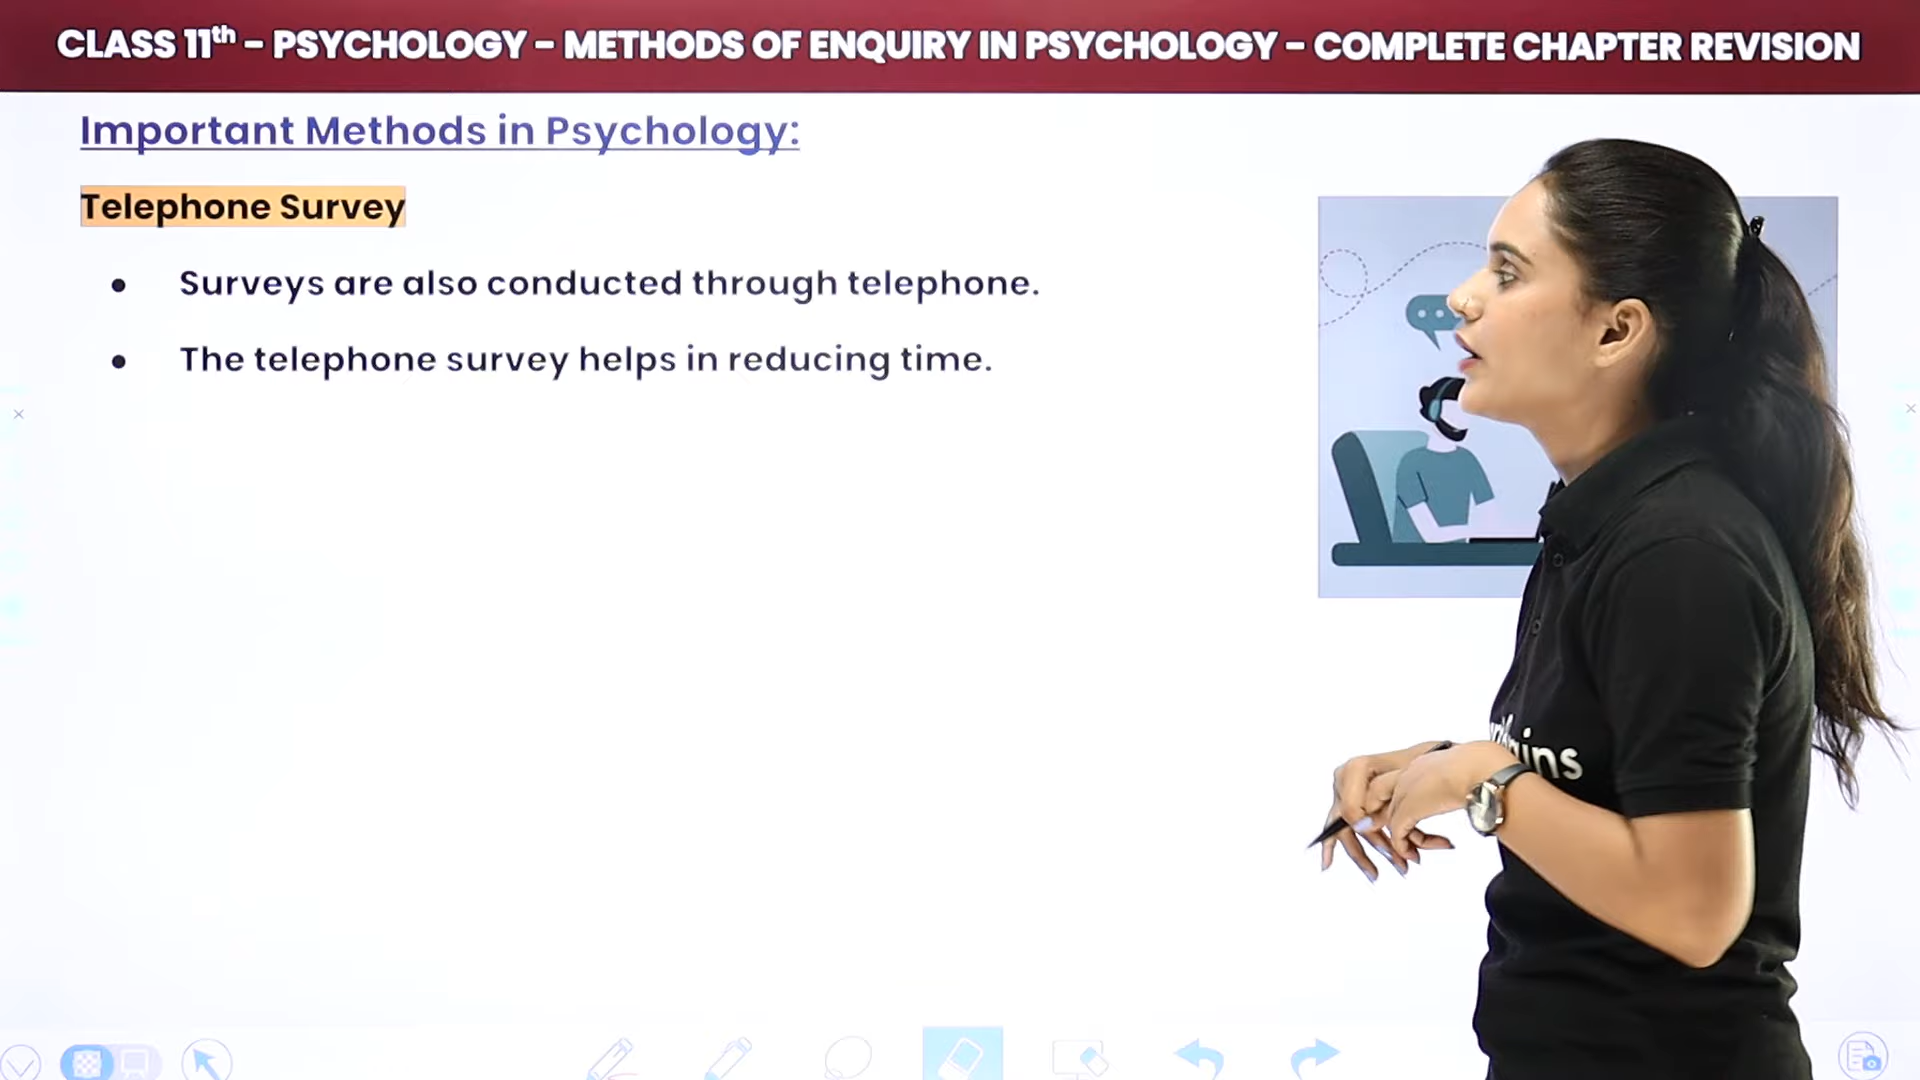 CLASS 11th – PSYCHOLOGY – METHODS OF ENQUIRY IN PSYCHOLOGY – COMPLETE CHAPTER REVISION
Important Methods in Psychology:
Telephone Survey
• Surveys are also conducted through telephone.
• The telephone survey helps in reducing time.